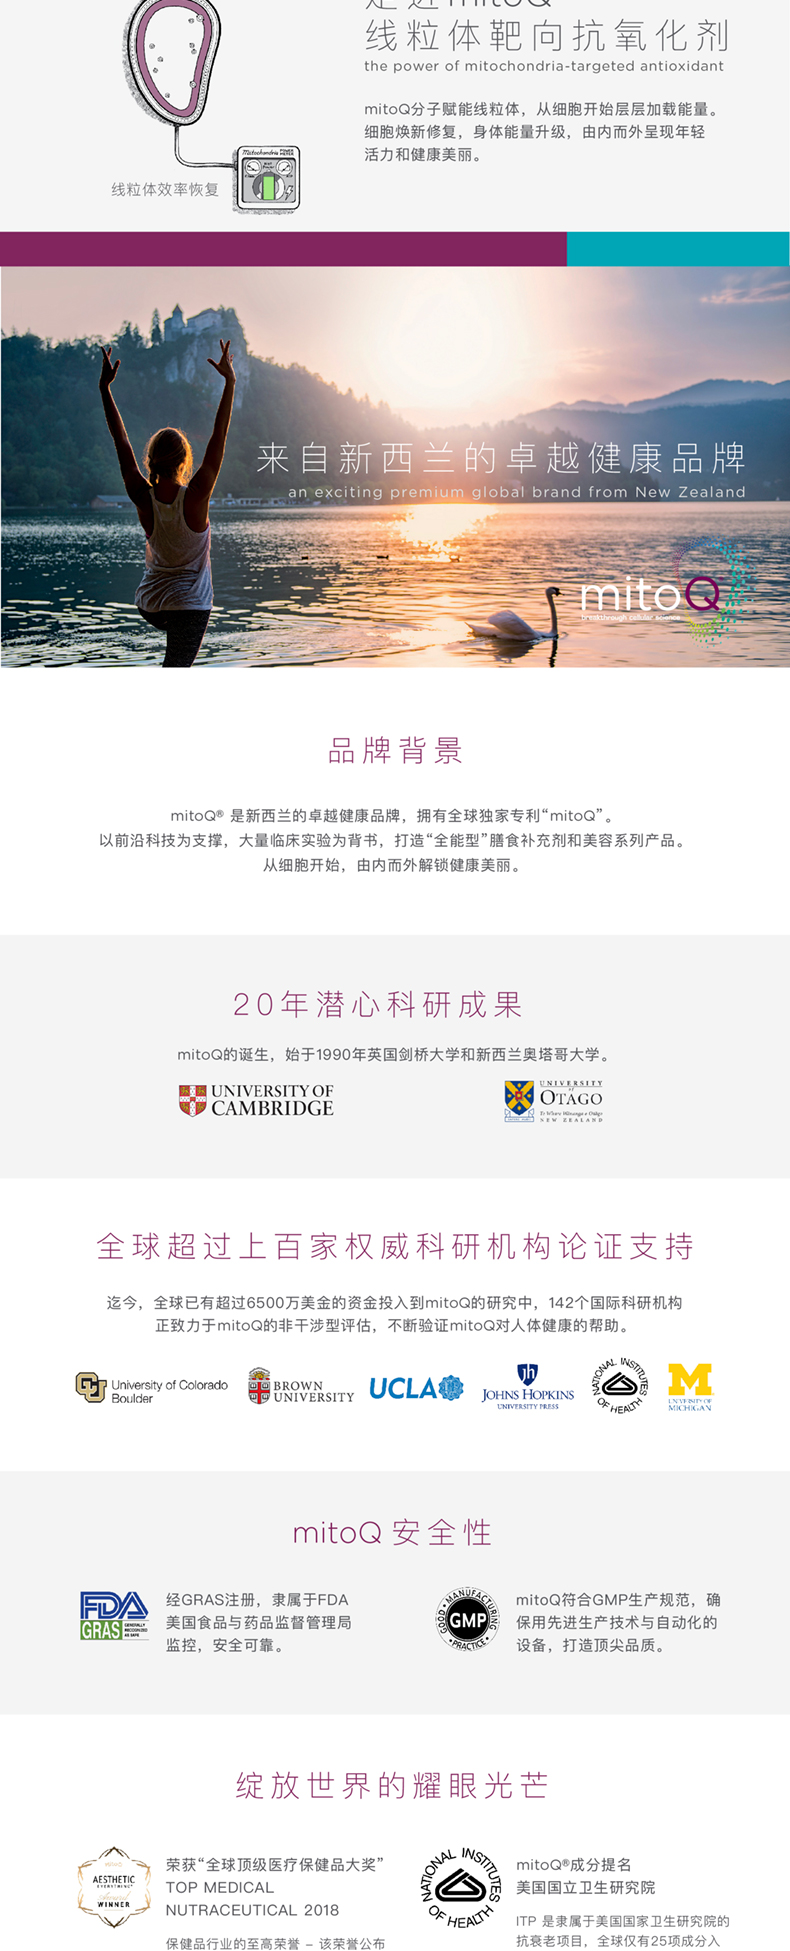 走进mitoQ
线粒体靶向抗氧化剂
the power of mitochondria-targeted antioxidant
mitoQ分子赋能线粒体，从细胞开始层层加载能量。
细胞焕新修复，身体能量升级，由内而外呈现年轻
活力和健康美丽。
Mitochondria POWER METER
线粒体效率恢复
来自新西兰的卓越健康品牌
an exciting premium global brand from New Zealand
mitoQ
breakthrough cellular science
品牌背景
mitoQ® 是新西兰的卓越健康品牌，拥有全球独家专利“mitoQ”。
以前沿科技为支撑，大量临床实验为背书，打造“全能型”膳食补充剂和美容系列产品。
从细胞开始，由内而外解锁健康美丽。
20年潜心科研成果
mitoQ的诞生，始于1990年英国剑桥大学和新西兰奥塔哥大学。
UNIVERSITY OF
CAMBRIDGE
UNIVERSITY
of
OTAGO
Te Whare Wānanga o Otāgo
NEW ZEALAND
全球超过上百家权威科研机构论证支持
迄今，全球已有超过6500万美金的资金投入到mitoQ的研究中，142个国际科研机构
正致力于mitoQ的非干涉型评估，不断验证mitoQ对人体健康的帮助。
University of Colorado
Boulder
BROWN
UNIVERSITY
UCLA
JOHNS HOPKINS
UNIVERSITY PRESS
NATIONAL INSTITUTES
OF HEALTH
M
UNIVERSITY OF
MICHIGAN
mitoQ 安全性
FDA
GRAS GENERALLY RECOGNIZED AS SAFE
经GRAS注册，隶属于FDA
美国食品与药品监督管理局
监控，安全可靠。
GOOD MANUFACTURING PRACTICE
GMP
mitoQ符合GMP生产规范，确
保用先进生产技术与自动化的
设备，打造顶尖品质。
绽放世界的耀眼光芒
AESTHETIC
EVERYTHING
Award
WINNER
荣获“全球顶级医疗保健品大奖”
TOP MEDICAL
NUTRACEUTICAL 2018
保健品行业的至高荣誉 – 该荣誉公布
NATIONAL INSTITUTES
OF HEALTH
mitoQ®成分提名
美国国立卫生研究院
ITP 是隶属于美国国家卫生研究院的
抗衰老项目，全球仅有25项成分入